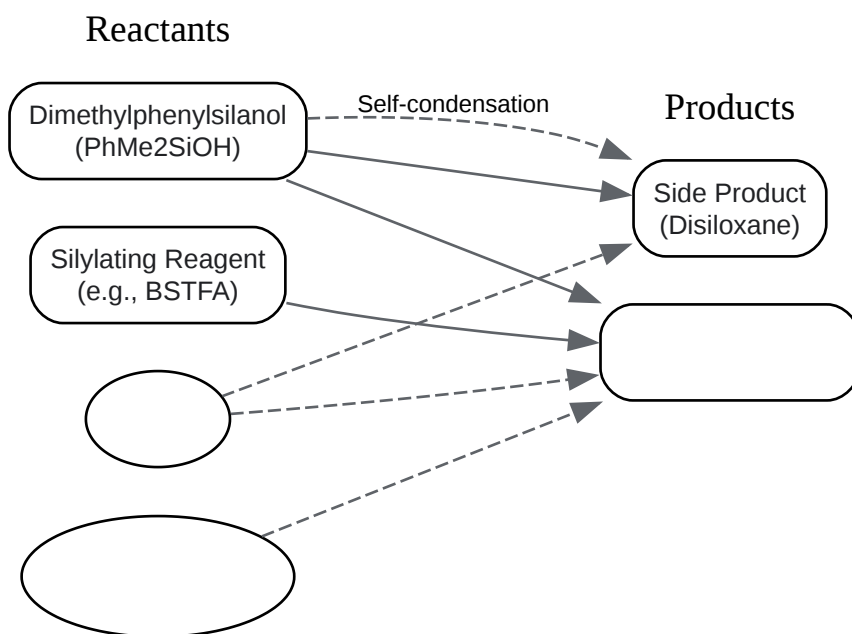 Reactants
Dimethylphenylsilanol
(PhMe2SiOH)
Self-condensation
Products
Side Product
(Disiloxane)
Silylating Reagent
(e.g., BSTFA)